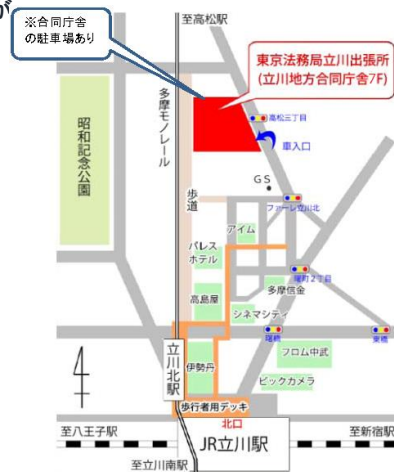 が
※合同庁舎
の駐車場あり
至高松駅
東京法務局立川出張所
(立川地方合同庁舎7F)
多摩モノレール
高松三丁目
昭和記念公園
車入口
GS
歩道
ファーレ立川北
アイム
パレス
ホテル
曙町2丁目
高島屋
多摩信金
シネマシティ
曙橋
東橋
立川北駅
伊勢丹
フロム中武
ビックカメラ
歩行者用デッキ
北口
至八王子駅
JR立川駅
至新宿駅
至立川南駅